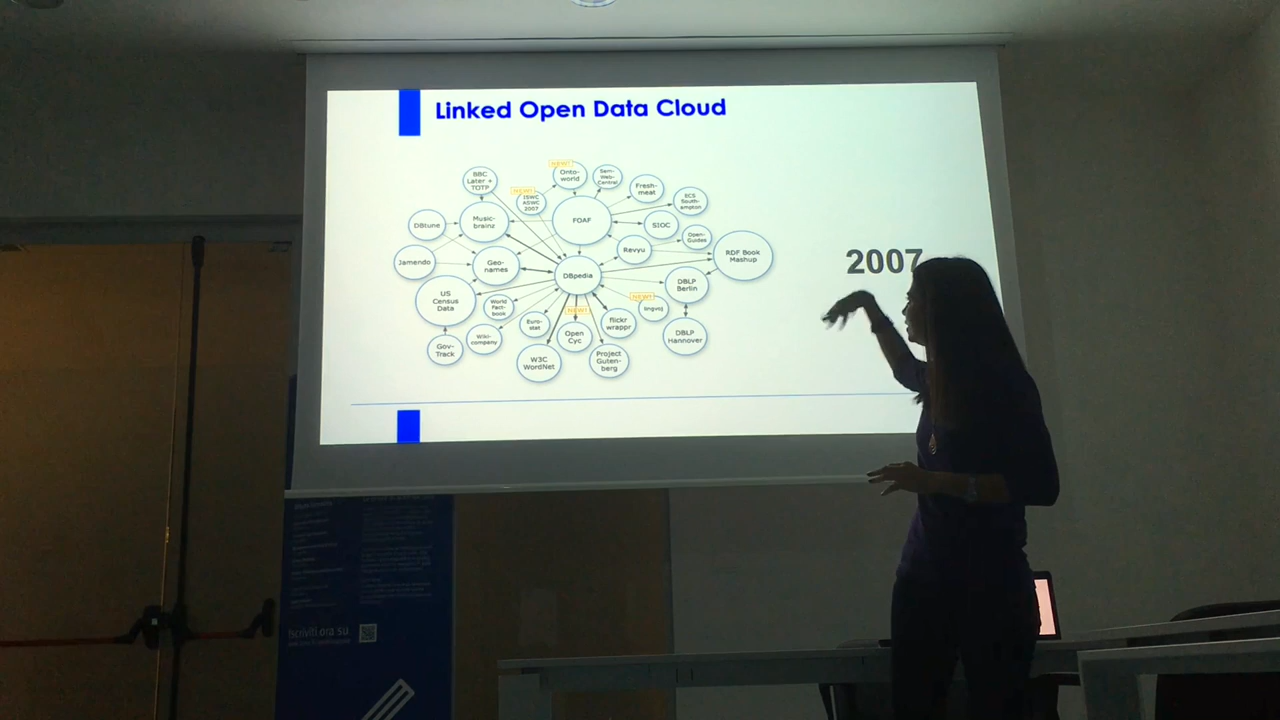 Linked Open Data Cloud
NEW!
BBC
Later +
TOTP
Onto-
world
Sem-
Web-
Central
NEW!
ISWC
ASWC
2007
Fresh-
meat
ECS
South-
ampton
DBtune
Music-
brainz
FOAF
SIOC
Open-
Guides
Revyu
RDF Book
Mashup
2007
Jamendo
Geo-
names
DBpedia
DBLP
Berlin
US
Census
Data
World
Fact-
book
NEW!
lingvoj
NEW!
Euro-
stat
Open
Cyc
flickr
wrappr
DBLP
Hannover
Gov-
Track
Wiki-
company
W3C
WordNet
Project
Guten-
berg
Iscriviti ora su